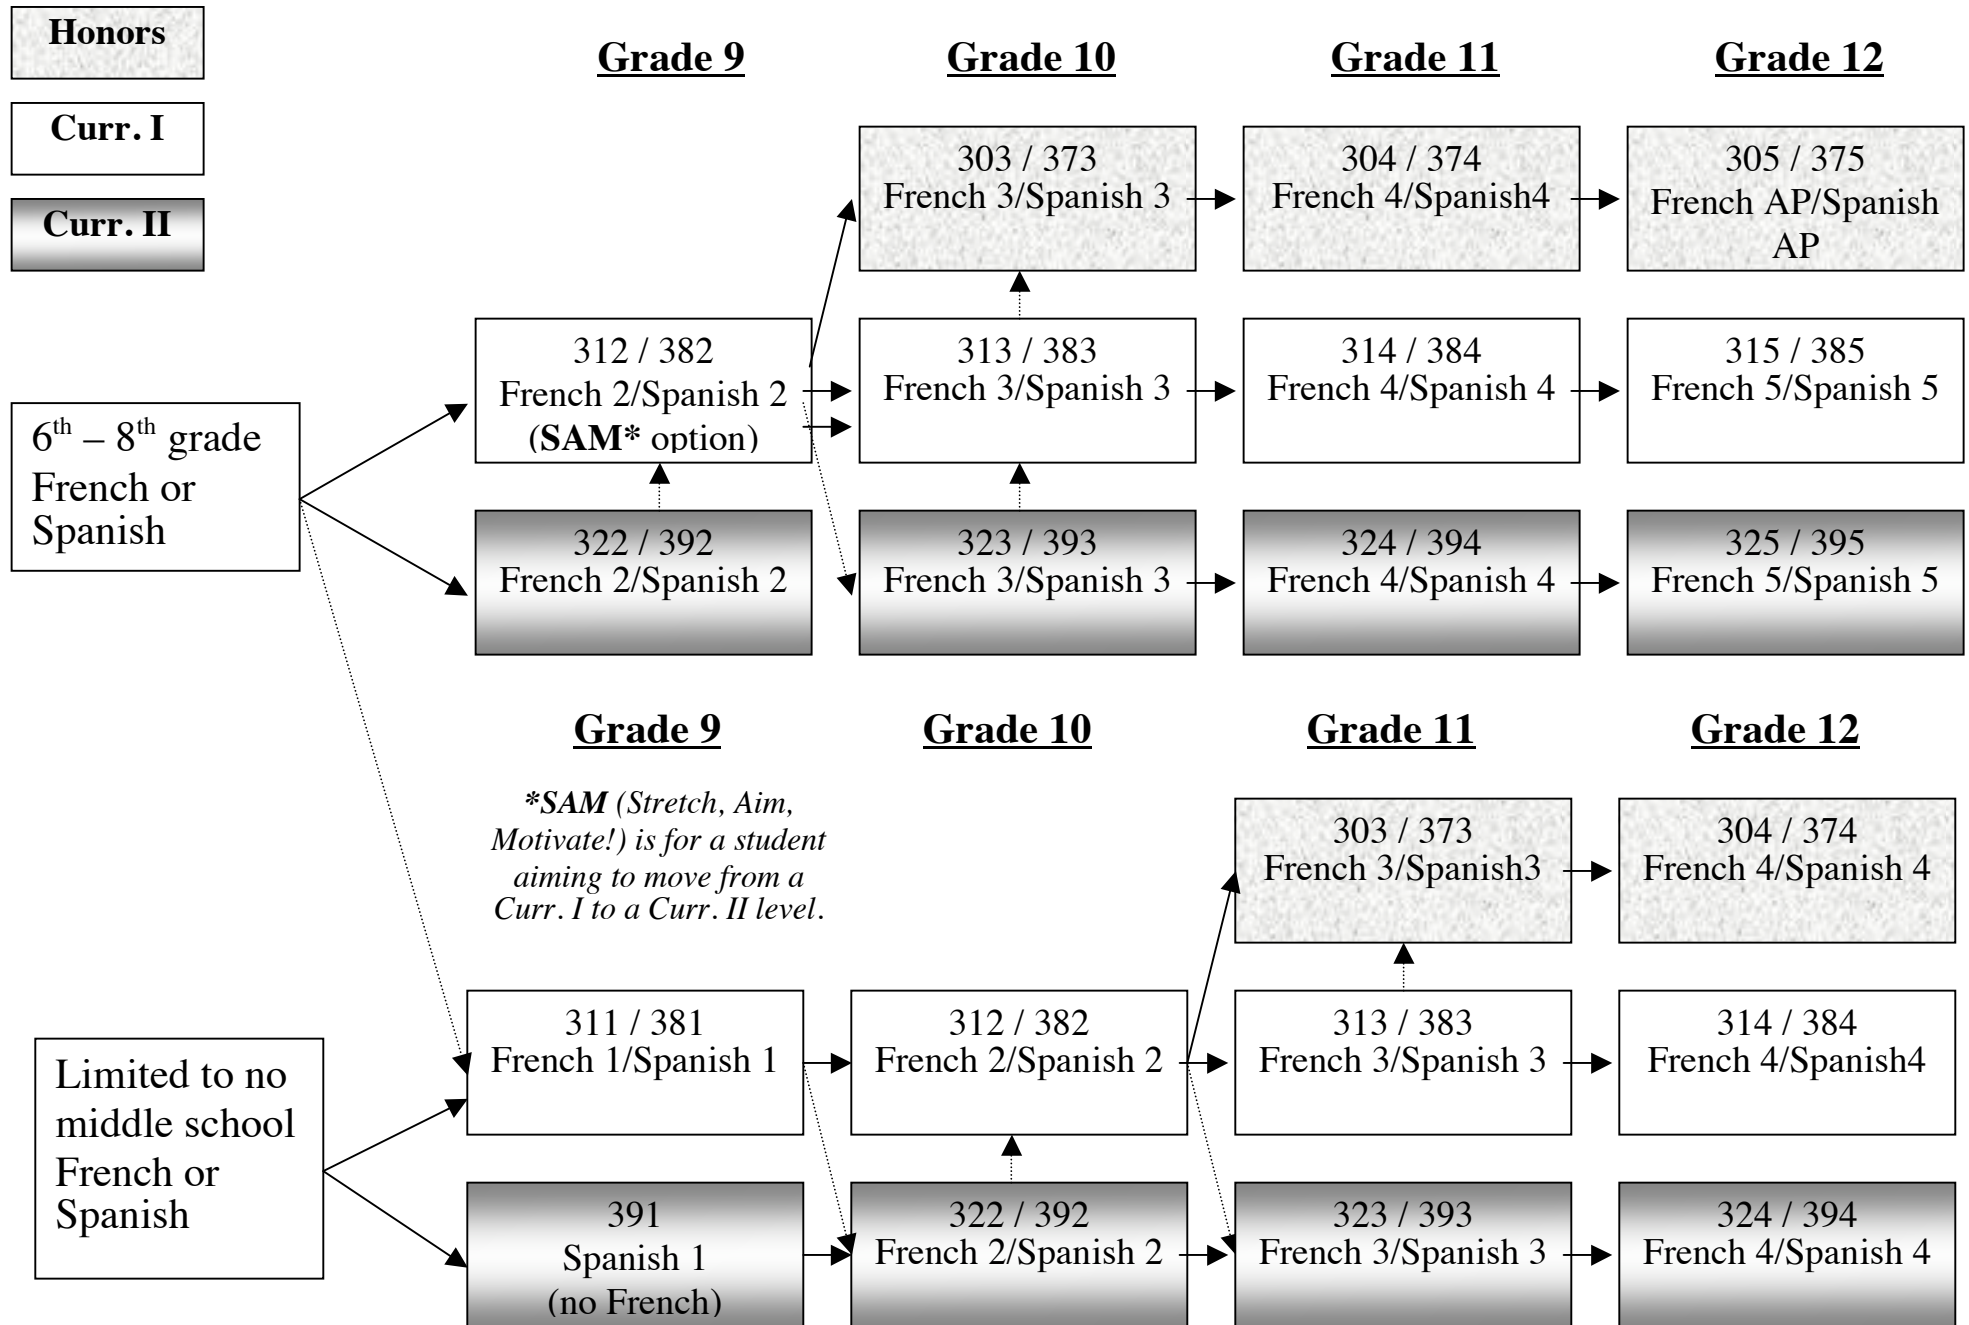 Honors
Curr. I
Curr. II
Grade 9
Grade 10
Grade 11
Grade 12
303 / 373
French 3/Spanish 3
304 / 374
French 4/Spanish4
305 / 375
French AP/Spanish
AP
312 / 382
French 2/Spanish 2
(SAM* option)
313 / 383
French 3/Spanish 3
314 / 384
French 4/Spanish 4
315 / 385
French 5/Spanish 5
6th – 8th grade
French or
Spanish
322 / 392
French 2/Spanish 2
323 / 393
French 3/Spanish 3
324 / 394
French 4/Spanish 4
325 / 395
French 5/Spanish 5
Grade 9
Grade 10
Grade 11
Grade 12
*SAM (Stretch, Aim,
Motivate!) is for a student
aiming to move from a
Curr. I to a Curr. II level.
303 / 373
French 3/Spanish3
304 / 374
French 4/Spanish 4
311 / 381
French 1/Spanish 1
312 / 382
French 2/Spanish 2
313 / 383
French 3/Spanish 3
314 / 384
French 4/Spanish4
Limited to no
middle school
French or
Spanish
391
Spanish 1
(no French)
322 / 392
French 2/Spanish 2
323 / 393
French 3/Spanish 3
324 / 394
French 4/Spanish 4